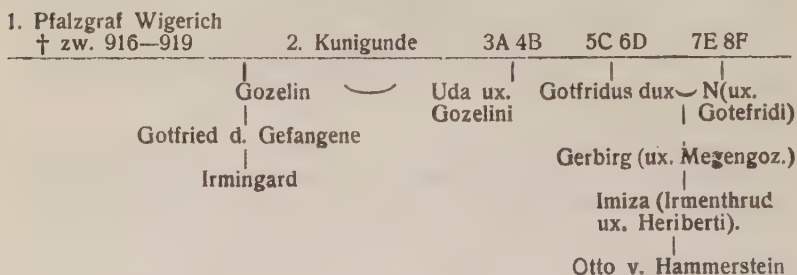 1. Pfalzgraf Wigerich
† zw. 916—919 2. Kunigunde 3A 4B 5C 6D 7E 8F
Gozelin Uda ux. Gotfridus dux N(ux.
Gozelini Gotefridi)
Gotfried d. Gefangene
Gerbirg (ux. Megengoz.)
Irmingard
Imiza (Irmenthrud
ux. Heriberti).
Otto v. Hammerstein